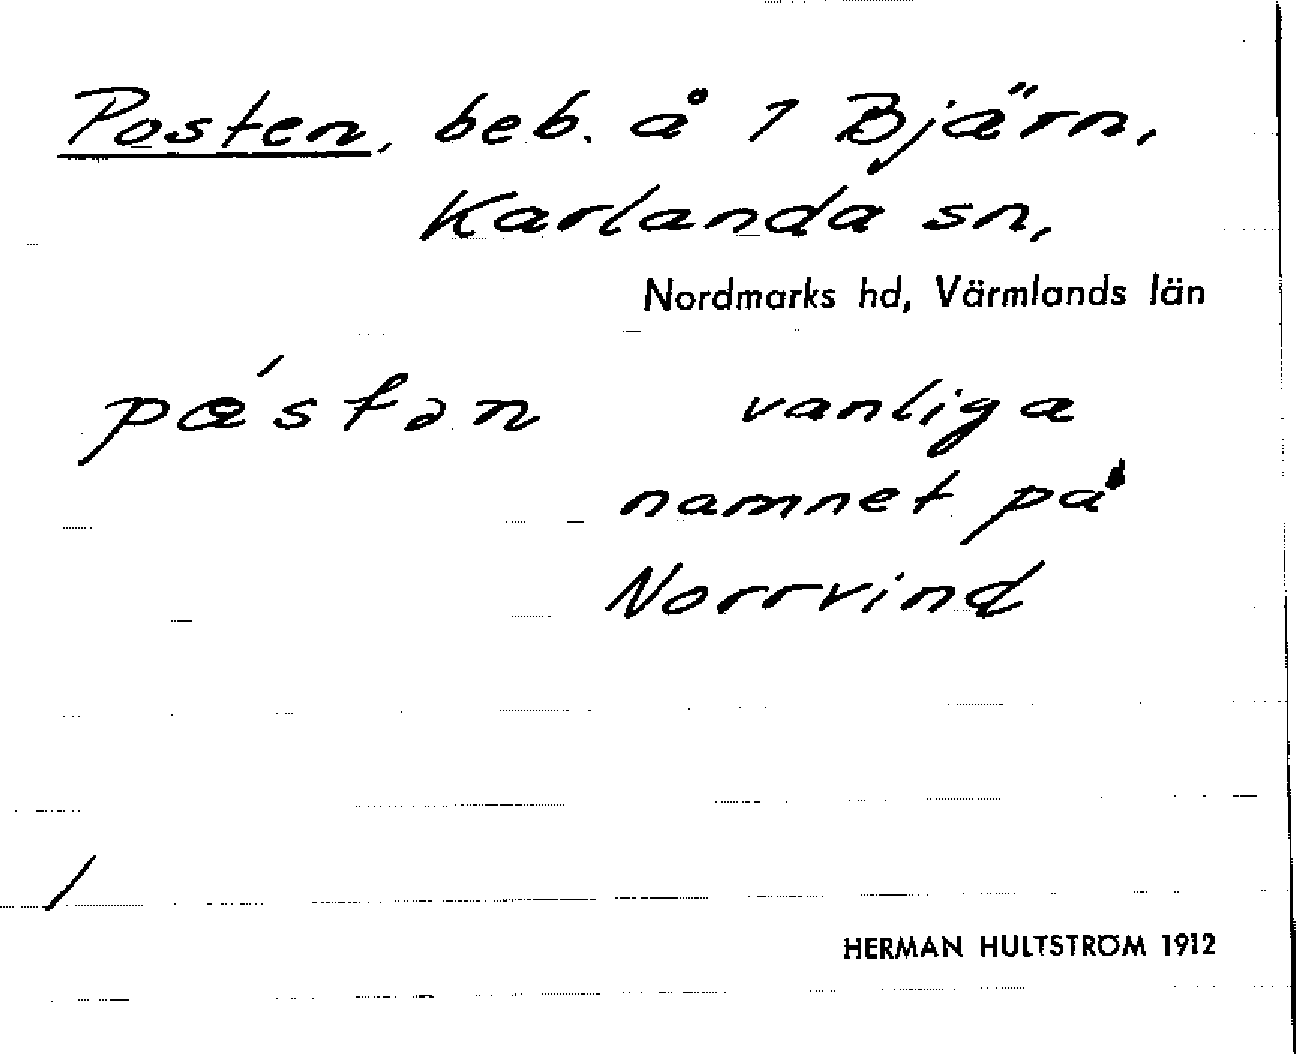 Posten, beb. å 1 Bjärn,
Karlanda sn,
Nordmarks hd, Värmlands län
påstən vanliga
namnet på
Norrvind
/
HERMAN HULTSTRÖM 1912